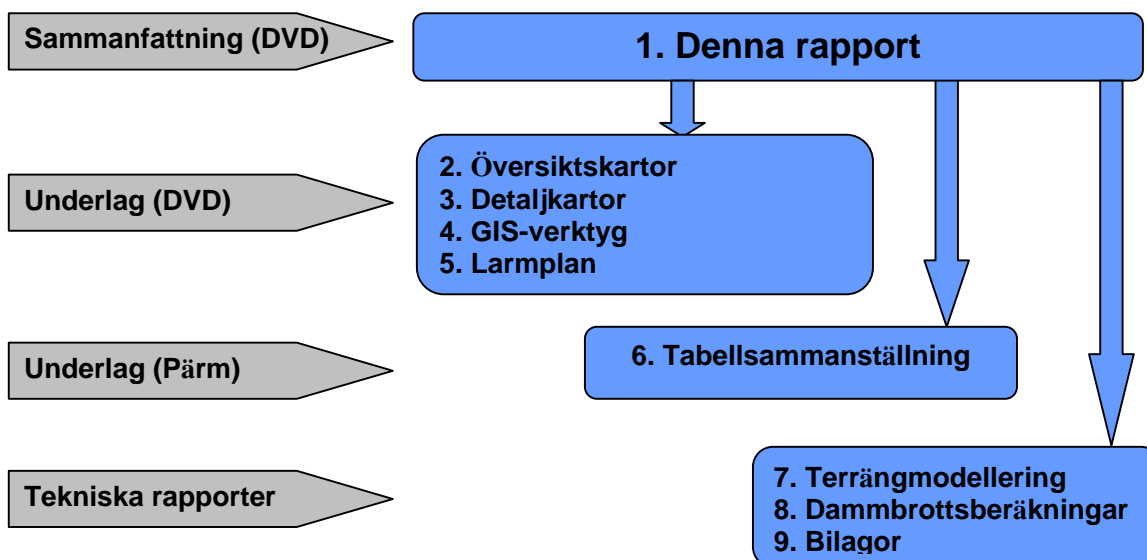 Sammanfattning (DVD)
1. Denna rapport
Underlag (DVD)
2. Översiktskartor
3. Detaljkartor
4. GIS-verktyg
5. Larmplan
Underlag (Pärm)
6. Tabellsammanställning
Tekniska rapporter
7. Terrängmodellering
8. Dammbrottsberäkningar
9. Bilagor